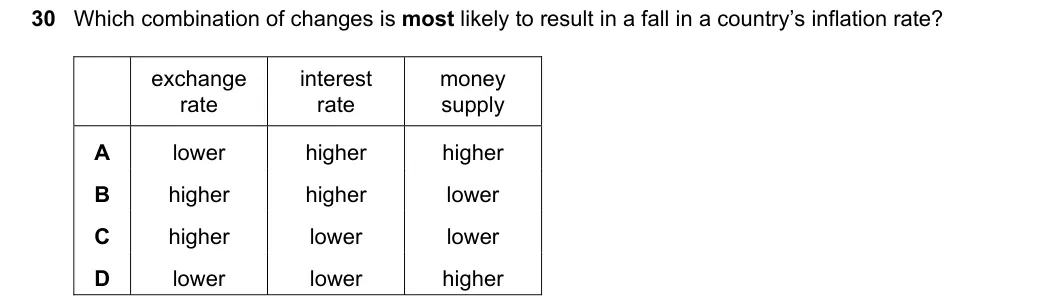 30 Which combination of changes is most likely to result in a fall in a country's inflation rate?
exchange rate interest rate money supply
A lower higher higher
B higher higher lower
C higher lower lower
D lower lower higher